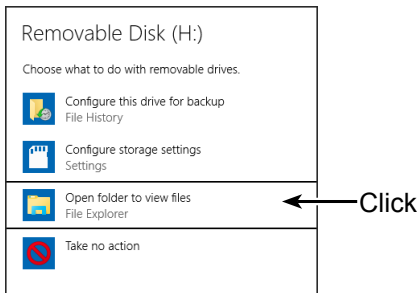 Removable Disk (H:)
Choose what to do with removable drives.
Configure this drive for backup
File History
Configure storage settings
Settings
Open folder to view files
File Explorer
Click
Take no action